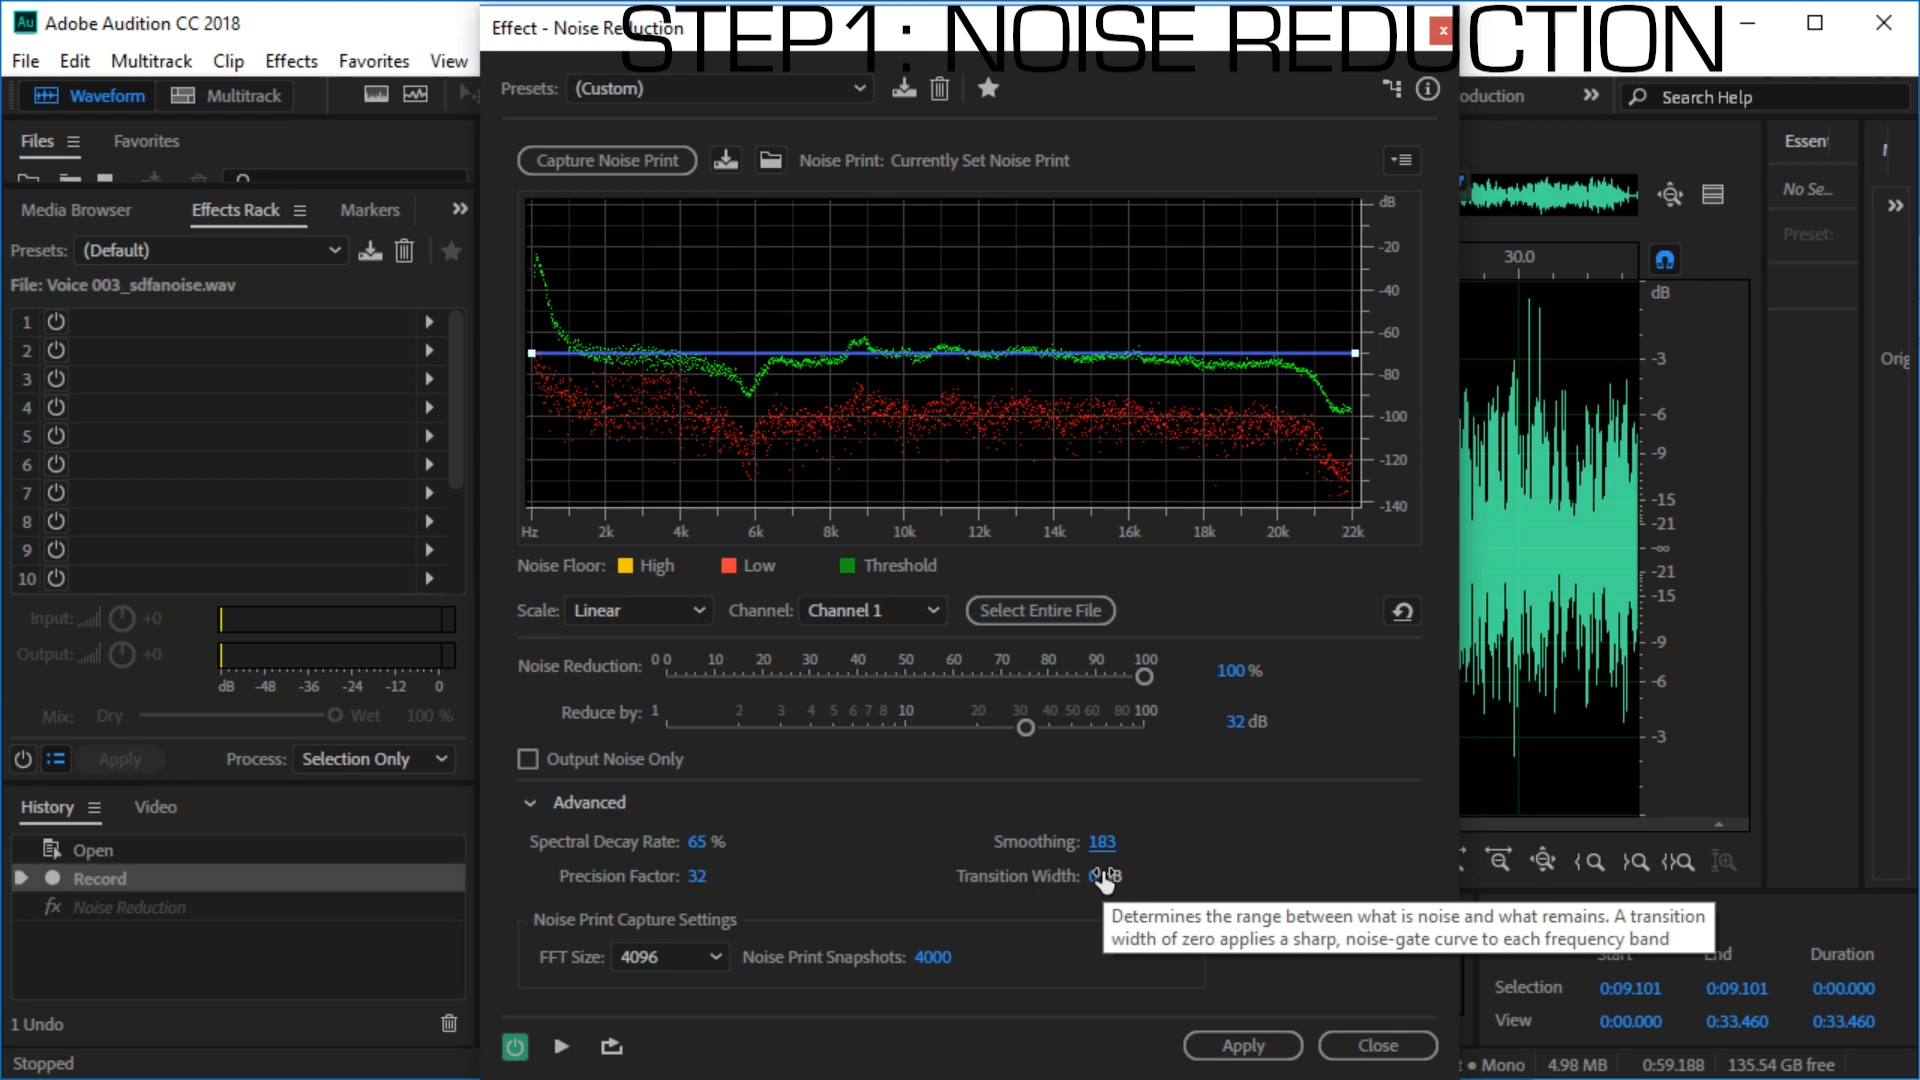 STEP1: NOISE REDUCTION
Adobe Audition CC 2018
Effect - Noise Reduction
File Edit Multitrack Clip Effects Favorites View
Waveform Multitrack
Presets: (Custom)
oduction
Search Help
Files Favorites
Capture Noise Print
Noise Print: Currently Set Noise Print
Essen
No Se...
Media Browser Effects Rack Markers
Presets: (Default)
Preset:
File: Voice 003_sdfanoise.wav
1
2
3
4
5
6
7
8
9
10
dB
-20
-40
-60
-80
-100
-120
-140
Hz 2k 4k 6k 8k 10k 12k 14k 16k 18k 20k 22k
30.0
dB
-3
-6
-9
-15
-21
-∞
-21
-15
-9
-6
-3
Orig
Noise Floor: High Low Threshold
Scale: Linear Channel: Channel 1 Select Entire File
Input: +0
Output: +0
dB -48 -36 -24 -12 0
Mix: Dry Wet 100 %
Apply Process: Selection Only
Noise Reduction: 0 0 10 20 30 40 50 60 70 80 90 100 100 %
Reduce by: 1 2 3 4 5 6 7 8 10 20 30 40 50 60 80 100 32 dB
Output Noise Only
Advanced
Spectral Decay Rate: 65 % Smoothing: 183
Precision Factor: 32 Transition Width:
Determines the range between what is noise and what remains. A transition
width of zero applies a sharp, noise-gate curve to each frequency band
Noise Print Capture Settings
FFT Size: 4096 Noise Print Snapshots: 4000
History Video
Open
Record
fx Noise Reduction
1 Undo
Stopped
Apply Close
Start End Duration
Selection 0:09.101 0:09.101 0:00.000
View 0:00.000 0:33.460 0:33.460
Mono 4.98 MB 0:59.188 135.54 GB free